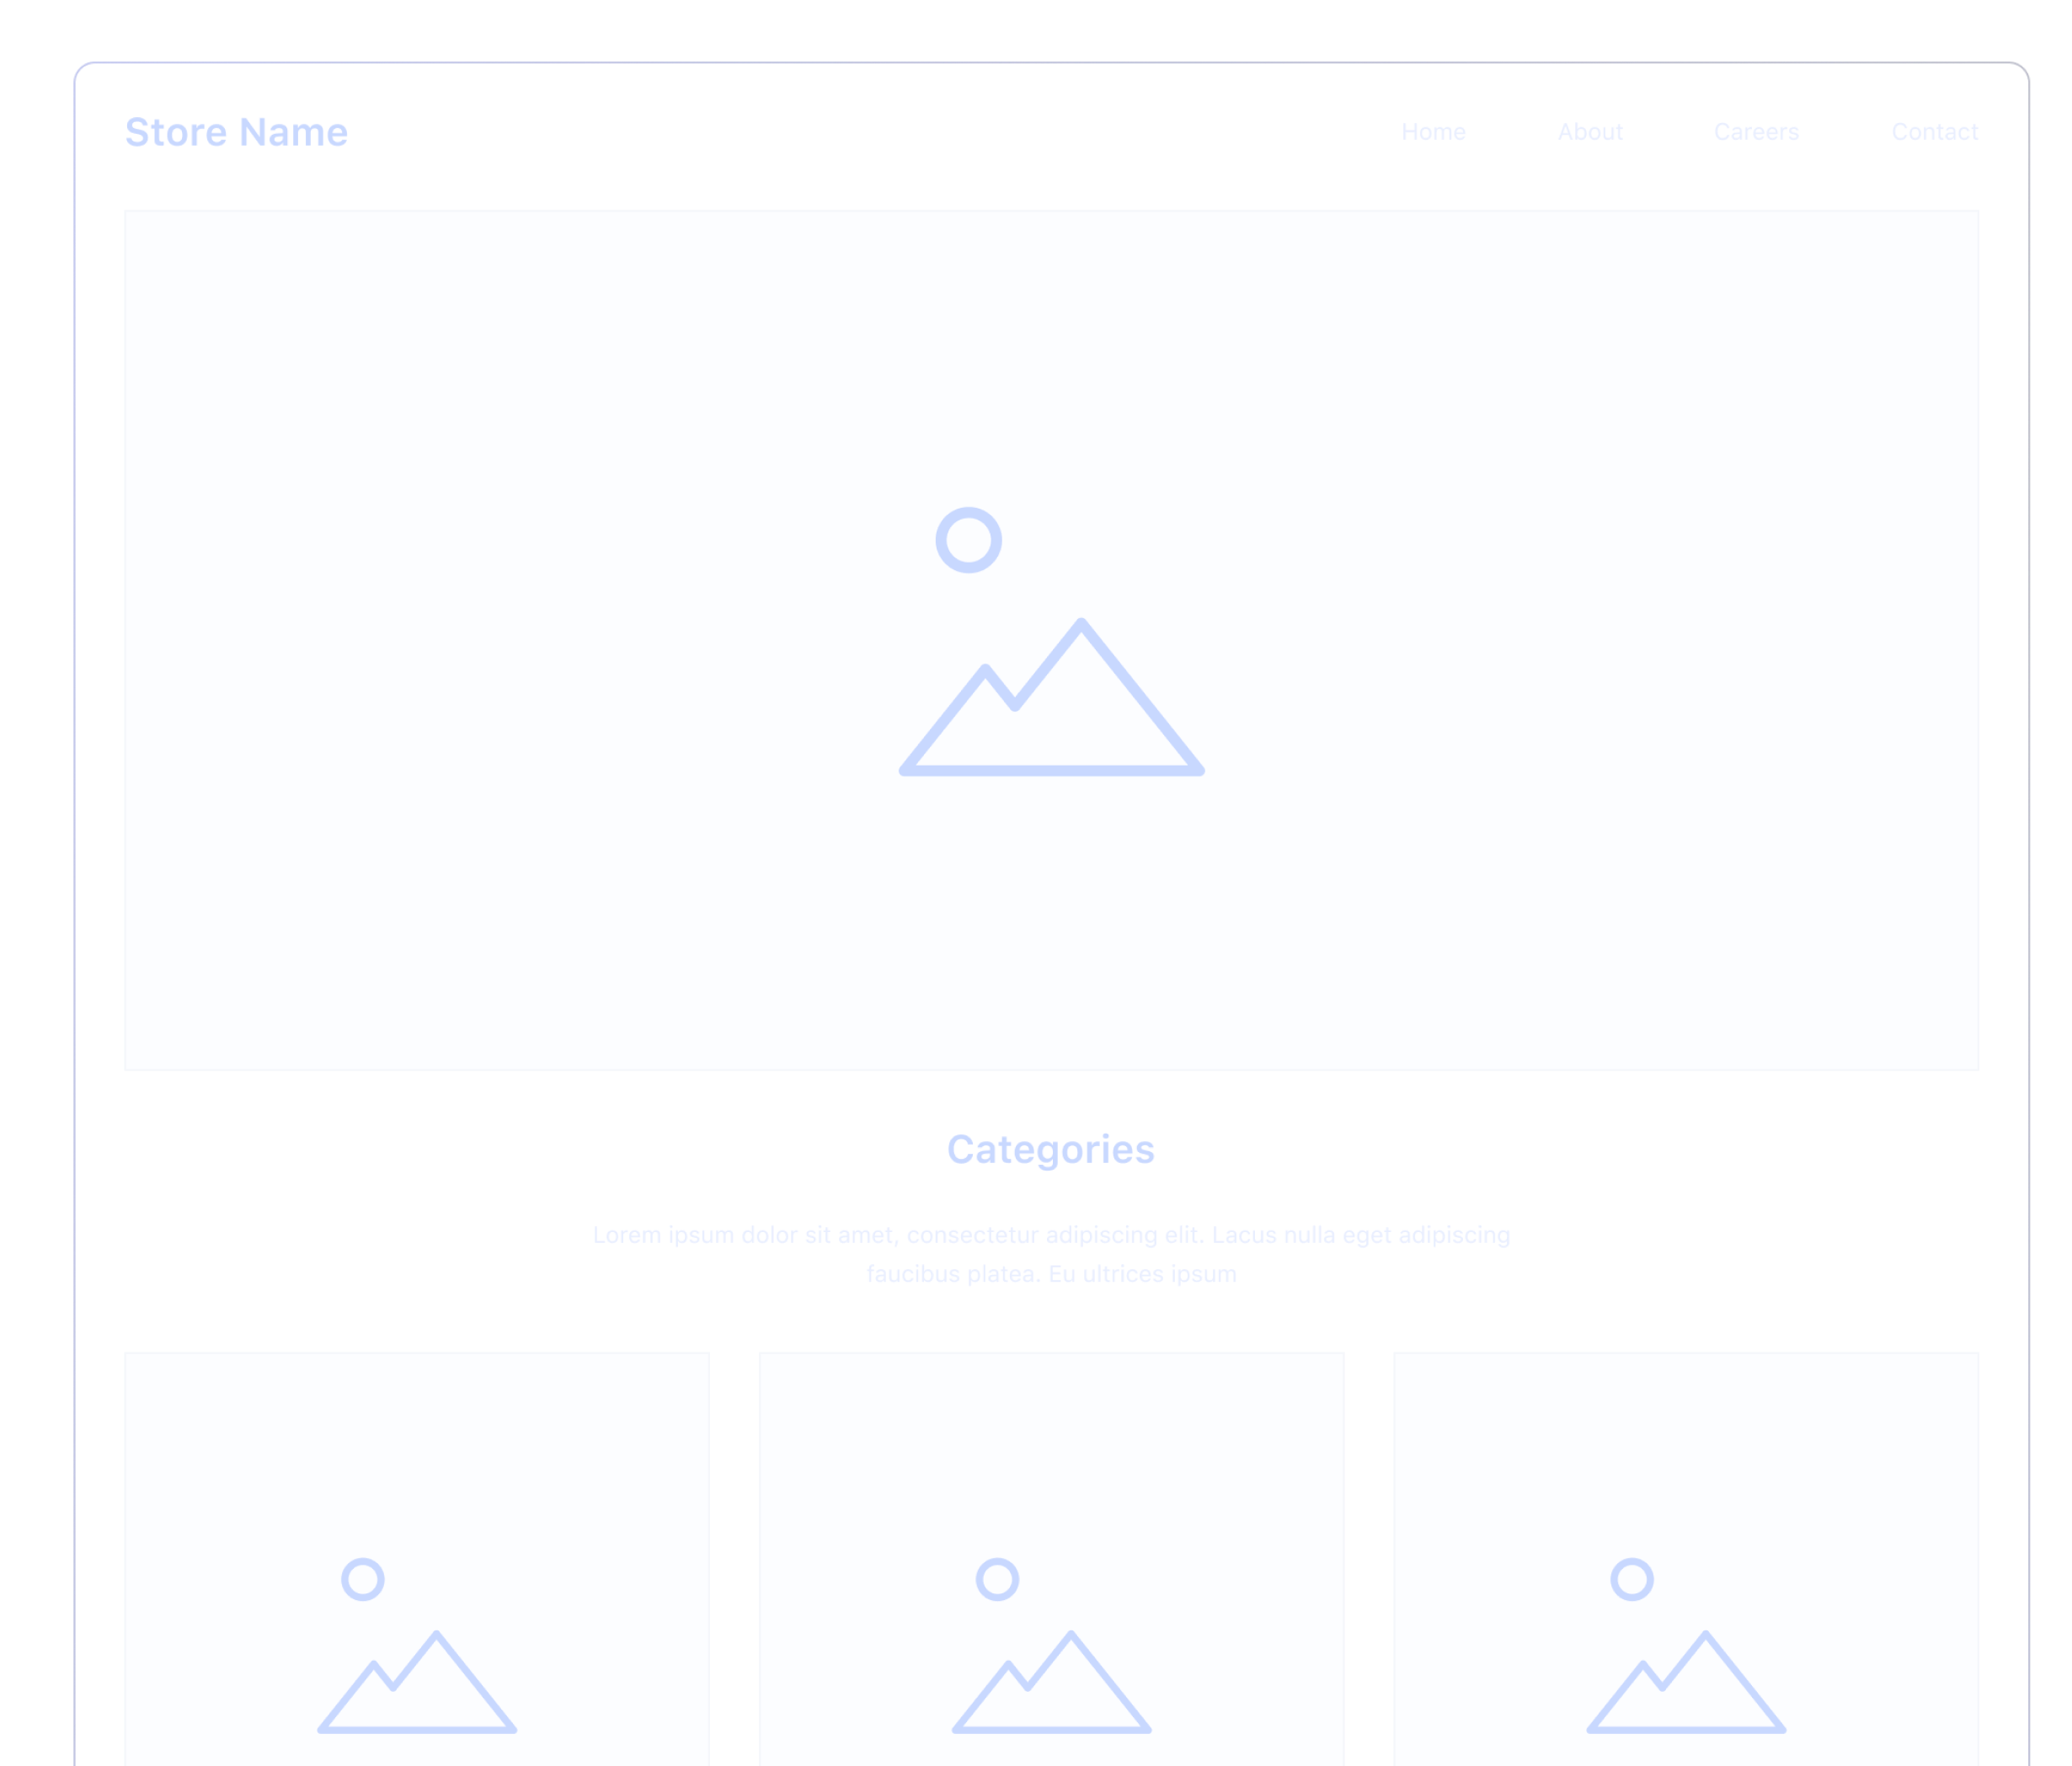 Store Name
Home About Careers Contact
Categories
Lorem ipsum dolor sit amet, consectetur adipiscing elit. Lacus nulla eget adipiscing
faucibus platea. Eu ultrices ipsum